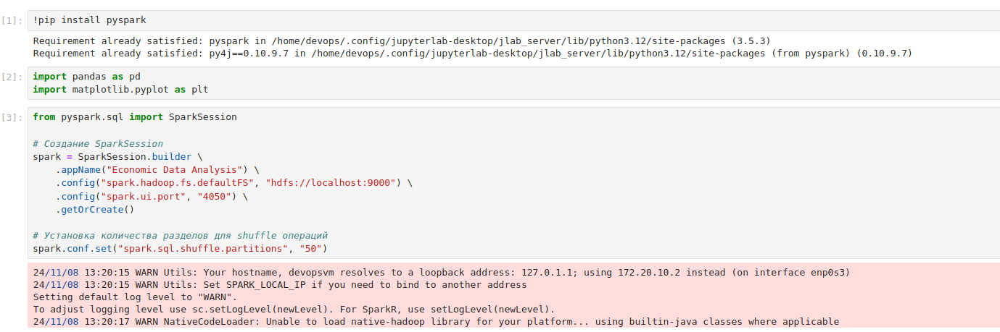 [1]: !pip install pyspark
Requirement already satisfied: pyspark in /home/devops/.config/jupyterlab-desktop/jlab_server/lib/python3.12/site-packages (3.5.3)
Requirement already satisfied: py4j==0.10.9.7 in /home/devops/.config/jupyterlab-desktop/jlab_server/lib/python3.12/site-packages (from pyspark) (0.10.9.7)
[2]: import pandas as pd
import matplotlib.pyplot as plt
[3]: from pyspark.sql import SparkSession
# Создание SparkSession
spark = SparkSession.builder \
    .appName("Economic Data Analysis") \
    .config("spark.hadoop.fs.defaultFS", "hdfs://localhost:9000") \
    .config("spark.ui.port", "4050") \
    .getOrCreate()
# Установка количества разделов для shuffle операций
spark.conf.set("spark.sql.shuffle.partitions", "50")
24/11/08 13:20:15 WARN Utils: Your hostname, devopsvm resolves to a loopback address: 127.0.1.1; using 172.20.10.2 instead (on interface enp0s3)
24/11/08 13:20:15 WARN Utils: Set SPARK_LOCAL_IP if you need to bind to another address
Setting default log level to "WARN".
To adjust logging level use sc.setLogLevel(newLevel). For SparkR, use setLogLevel(newLevel).
24/11/08 13:20:17 WARN NativeCodeLoader: Unable to load native-hadoop library for your platform... using builtin-java classes where applicable